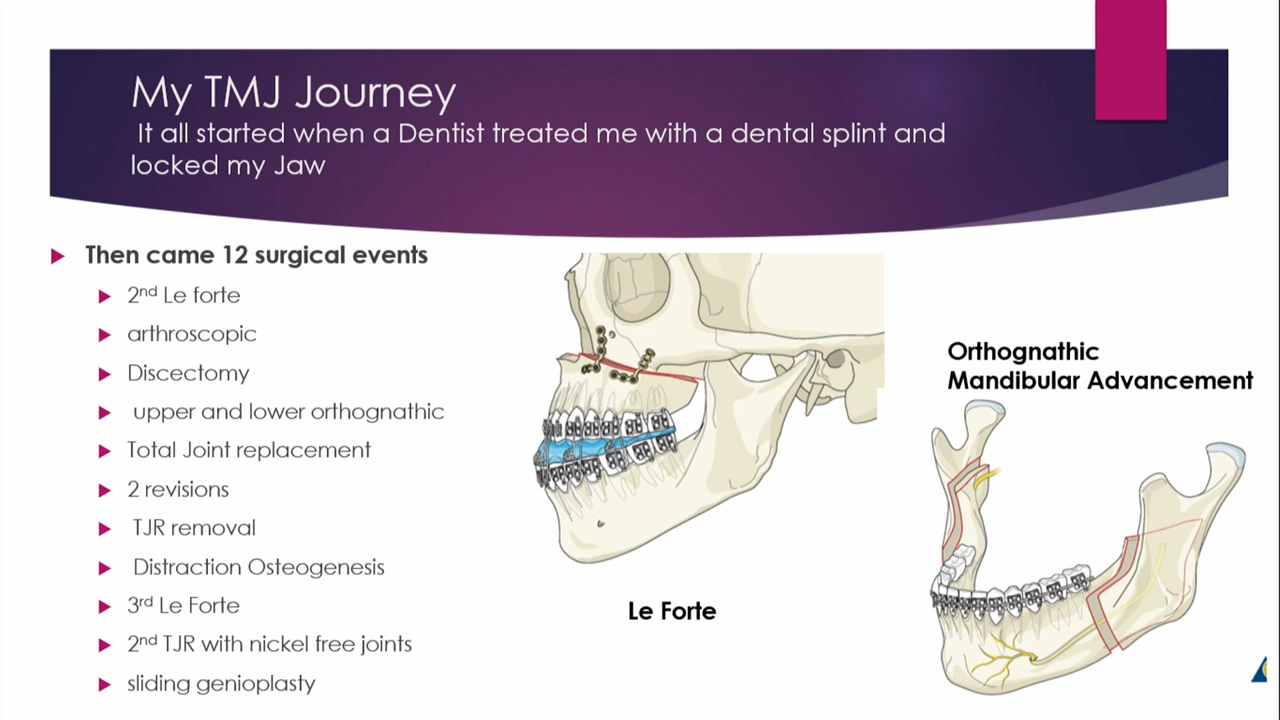 My TMJ Journey
It all started when a Dentist treated me with a dental splint and
locked my Jaw
Then came 12 surgical events
2nd Le forte
arthroscopic
Discectomy
upper and lower orthognathic
Total Joint replacement
2 revisions
TJR removal
Distraction Osteogenesis
3rd Le Forte
2nd TJR with nickel free joints
sliding genioplasty
Le Forte
Orthognathic
Mandibular Advancement